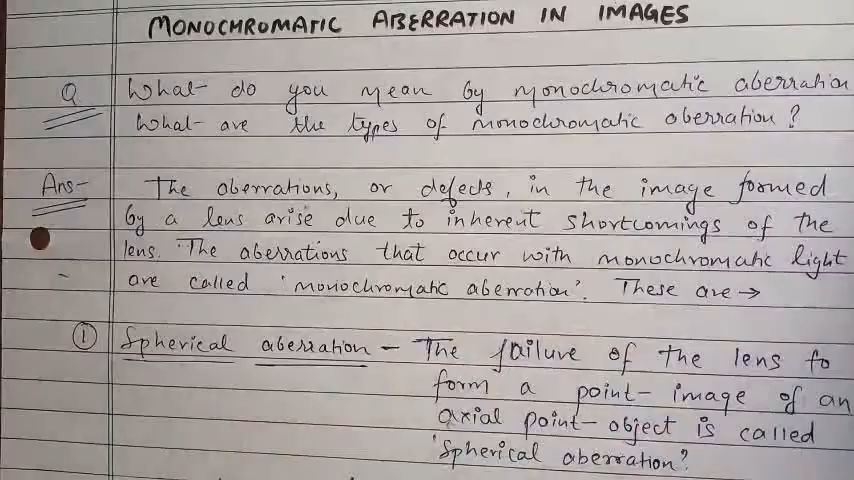 MONOCHROMATIC ABERRATION IN IMAGES
Q What do you mean by monochromatic aberration
What are the types of monochromatic aberration?
Ans- The aberrations, or defects, in the image formed
by a lens arise due to inherent shortcomings of the
lens. The aberrations that occur with monochromatic light
are called 'monochromatic aberration'. These are →
① Spherical aberration - The failure of the lens to
form a point-image of an
axial point-object is called
'Spherical aberration'.